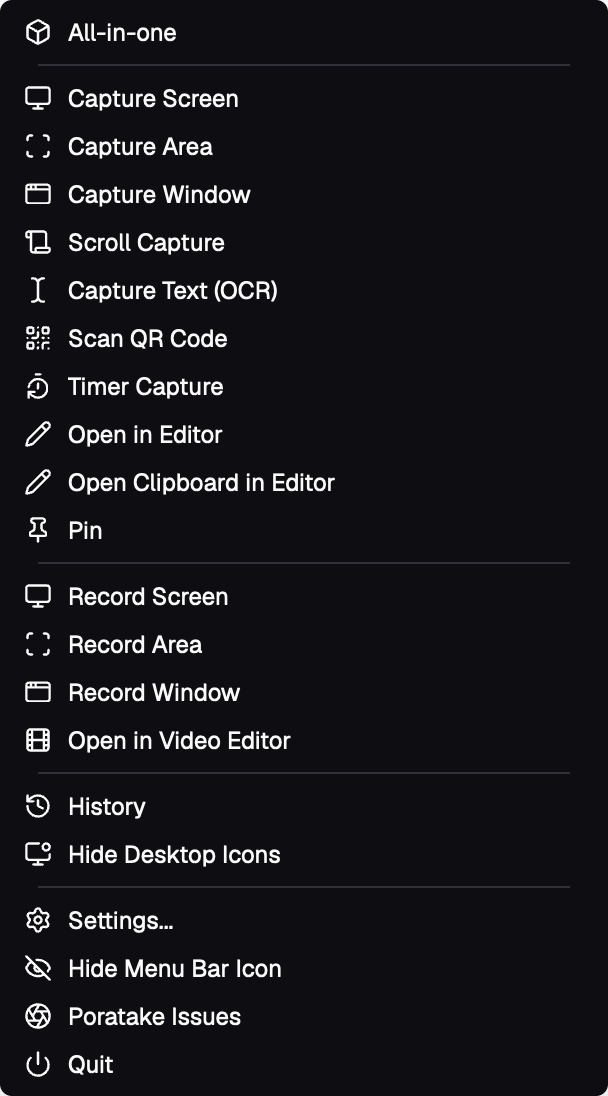 All-in-one
Capture Screen
Capture Area
Capture Window
Scroll Capture
Capture Text (OCR)
Scan QR Code
Timer Capture
Open in Editor
Open Clipboard in Editor
Pin
Record Screen
Record Area
Record Window
Open in Video Editor
History
Hide Desktop Icons
Settings...
Hide Menu Bar Icon
Poratake Issues
Quit